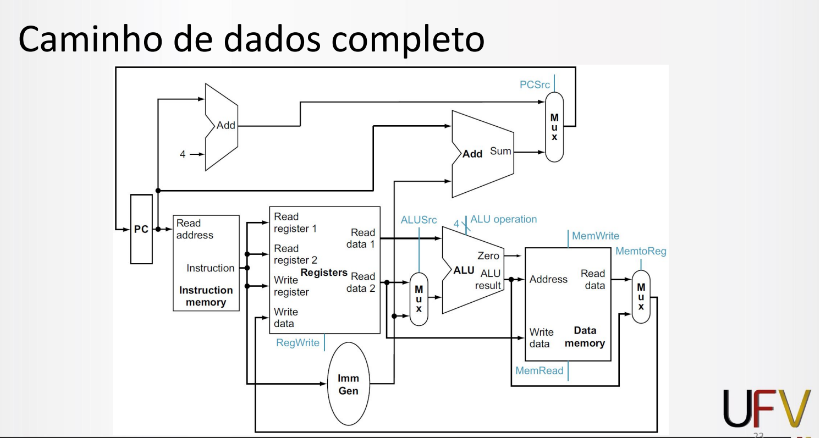 Caminho de dados completo
PCSrc
M
u
x
Add
4
Add Sum
PC
Read
address
Instruction
Instruction
memory
Read
register 1
Read
register 2
Write
register
Write
data
Registers
Read
data 1
Read
data 2
RegWrite
ALUSrc
M
u
x
4
ALU operation
Zero
ALU
ALU
result
MemWrite
Address
Read
data
Write
data
Data
memory
MemRead
MemtoReg
M
u
x
Imm
Gen
UFV